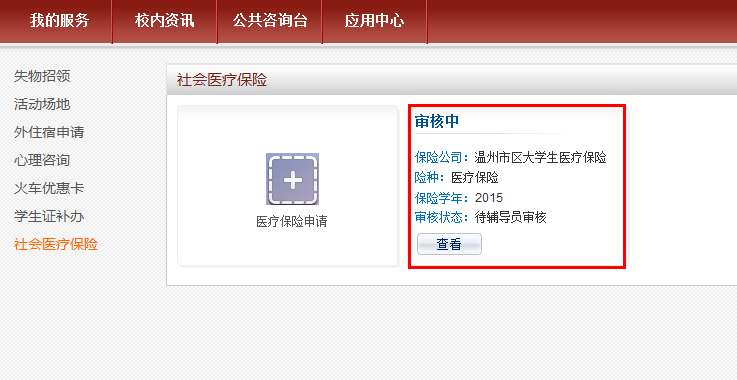 我的服务 校内资讯 公共咨询台 应用中心
失物招领
活动场地
外住宿申请
心理咨询
火车优惠卡
学生证补办
社会医疗保险
社会医疗保险
医疗保险申请
审核中
保险公司：温州市区大学生医疗保险
险种：医疗保险
保险学年：2015
审核状态：待辅导员审核
查看